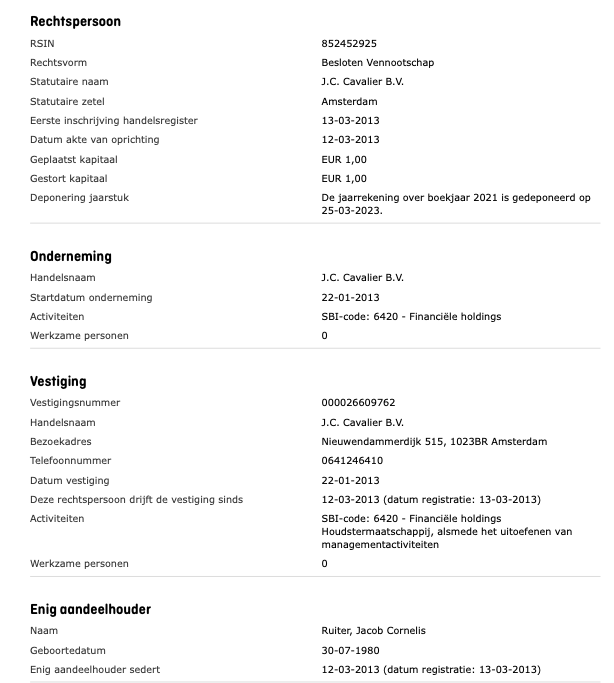 Rechtspersoon
RSIN 852452925
Rechtsvorm Besloten Vennootschap
Statutaire naam J.C. Cavalier B.V.
Statutaire zetel Amsterdam
Eerste inschrijving handelsregister 13-03-2013
Datum akte van oprichting 12-03-2013
Geplaatst kapitaal EUR 1,00
Gestort kapitaal EUR 1,00
Deponering jaarstuk De jaarrekening over boekjaar 2021 is gedeponeerd op
25-03-2023.
Onderneming
Handelsnaam J.C. Cavalier B.V.
Startdatum onderneming 22-01-2013
Activiteiten SBI-code: 6420 - Financiële holdings
Werkzame personen 0
Vestiging
Vestigingsnummer 000026609762
Handelsnaam J.C. Cavalier B.V.
Bezoekadres Nieuwendammerdijk 515, 1023BR Amsterdam
Telefoonnummer 0641246410
Datum vestiging 22-01-2013
Deze rechtspersoon drijft de vestiging sinds 12-03-2013 (datum registratie: 13-03-2013)
Activiteiten SBI-code: 6420 - Financiële holdings
Houdstermaatschappij, alsmede het uitoefenen van
managementactiviteiten
Werkzame personen 0
Enig aandeelhouder
Naam Ruiter, Jacob Cornelis
Geboortedatum 30-07-1980
Enig aandeelhouder sedert 12-03-2013 (datum registratie: 13-03-2013)